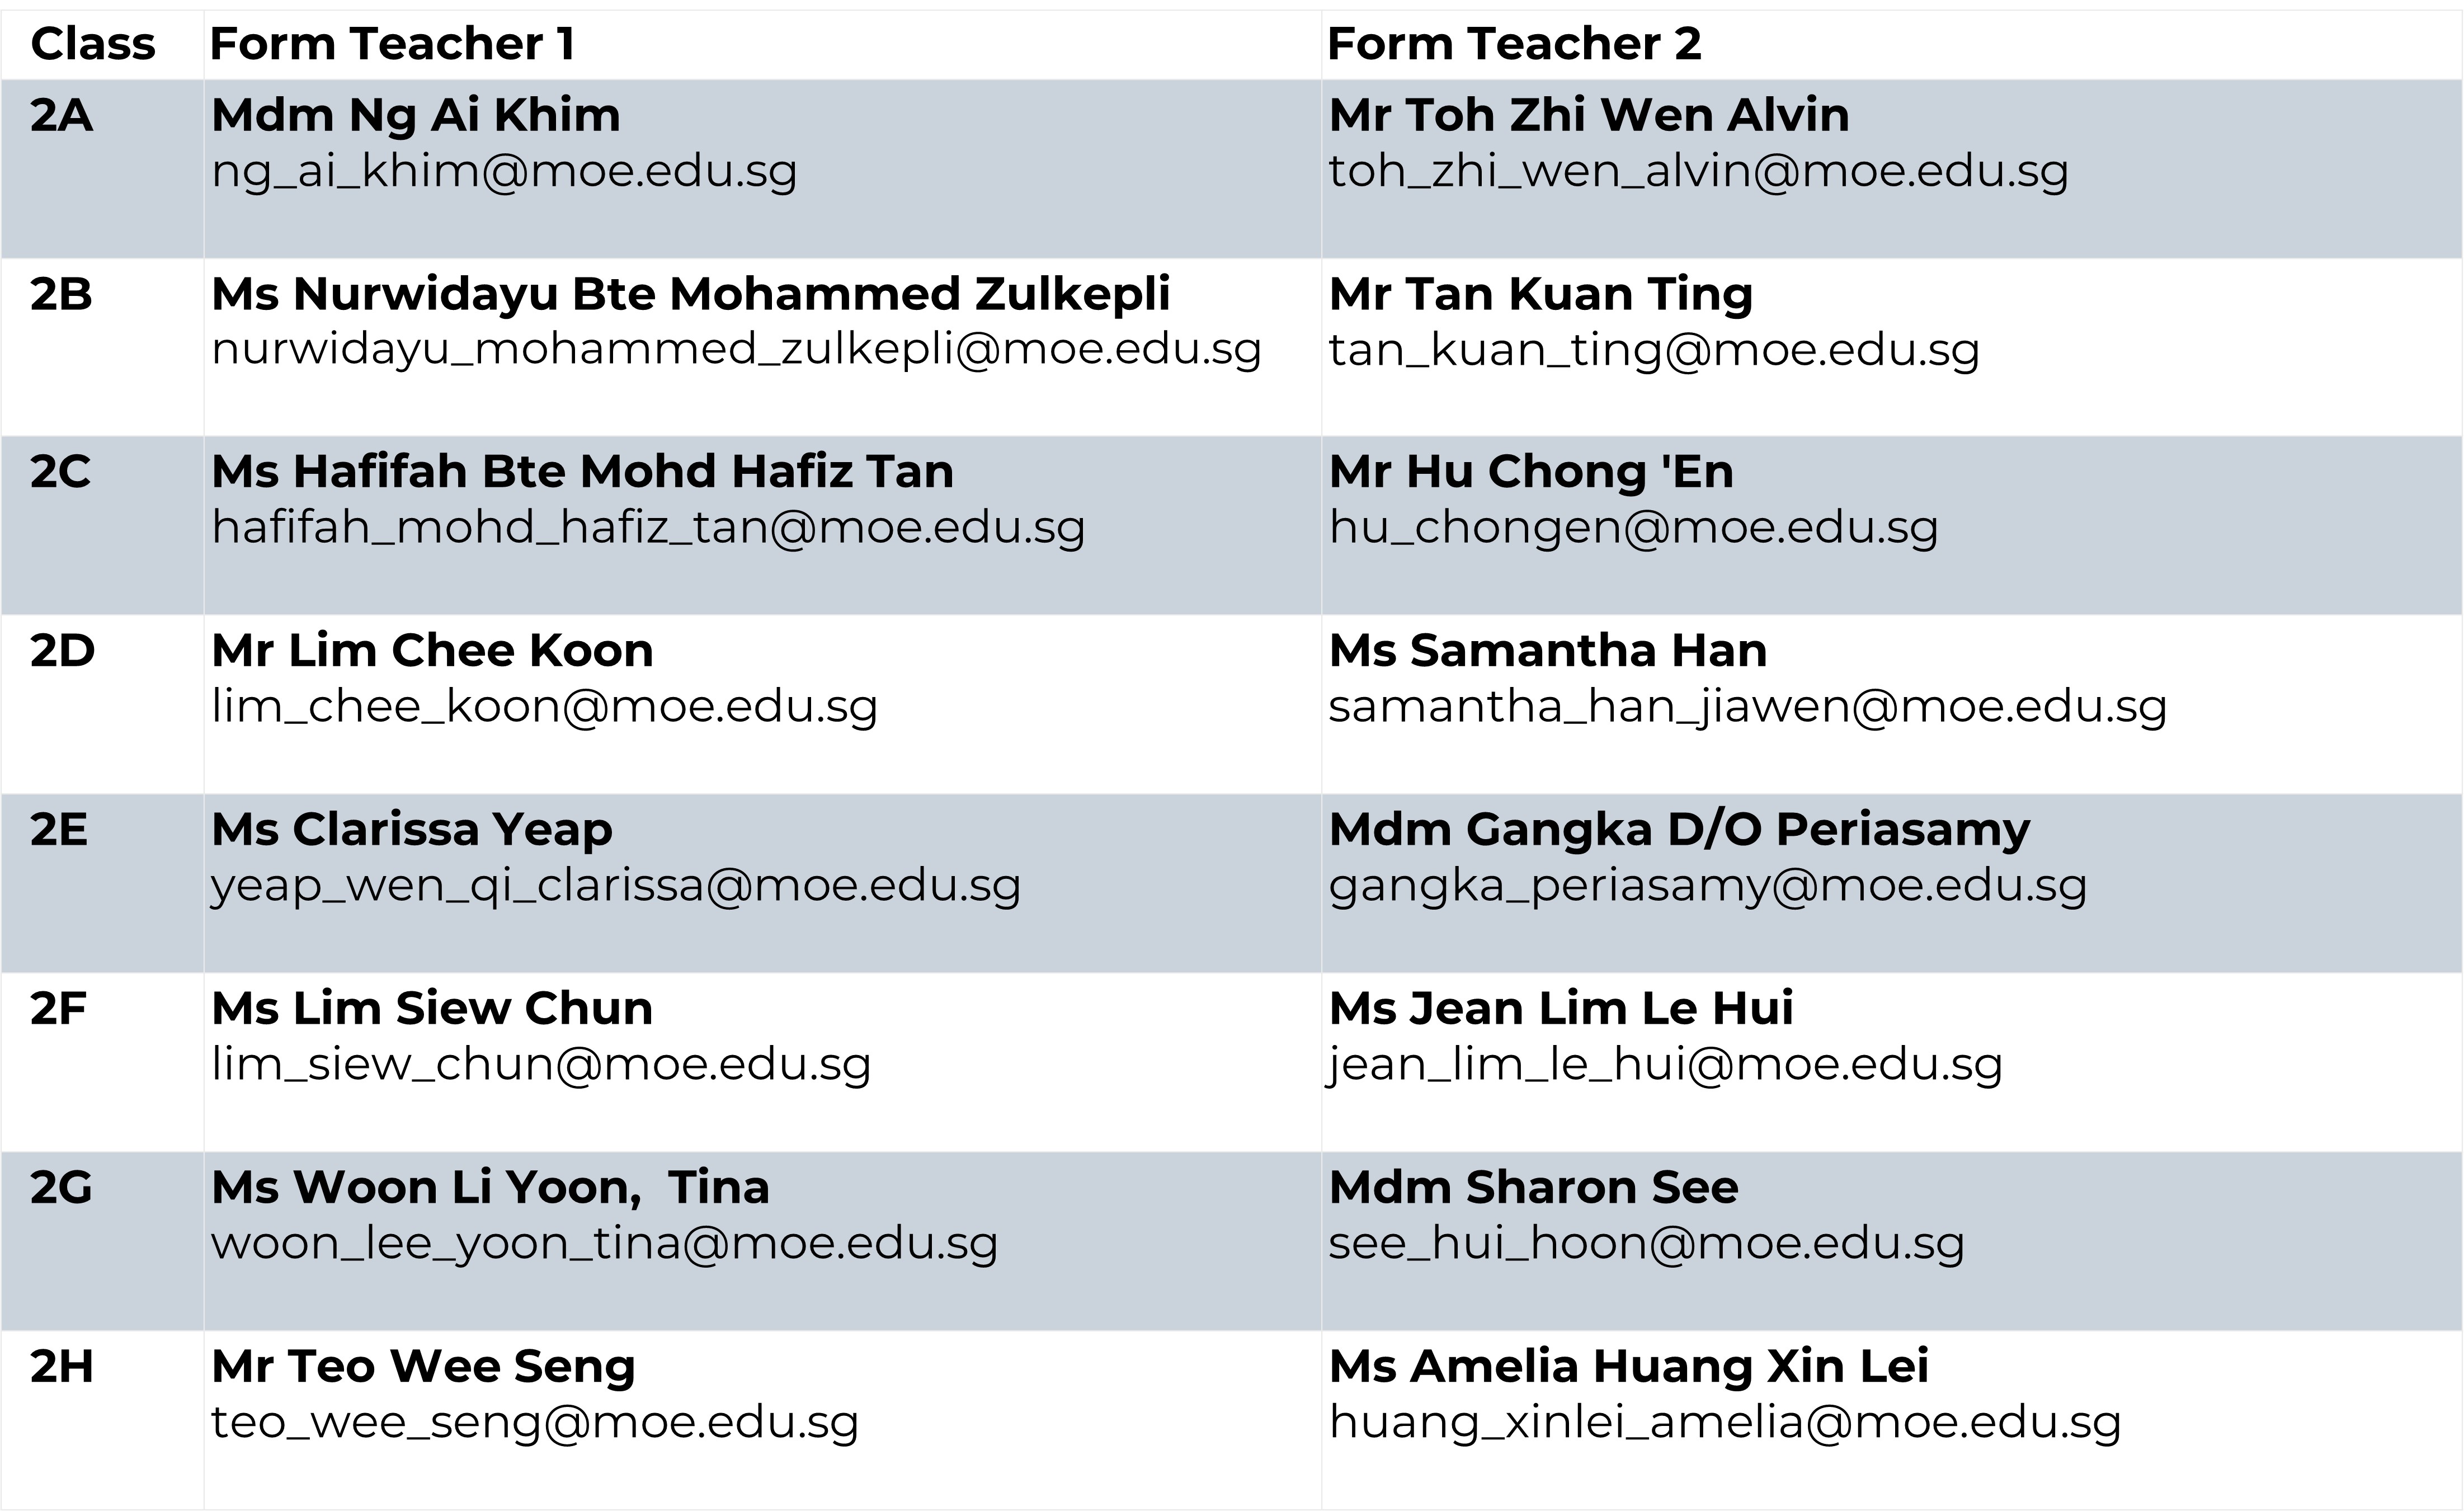 Class Form Teacher 1 Form Teacher 2
2A Mdm Ng Ai Khim Mr Toh Zhi Wen Alvin
ng_ai_khim@moe.edu.sg toh_zhi_wen_alvin@moe.edu.sg
2B Ms Nurwidayu Bte Mohammed Zulkepli Mr Tan Kuan Ting
nurwidayu_mohammed_zulkepli@moe.edu.sg tan_kuan_ting@moe.edu.sg
2C Ms Hafifah Bte Mohd Hafiz Tan Mr Hu Chong 'En
hafifah_mohd_hafiz_tan@moe.edu.sg hu_chongen@moe.edu.sg
2D Mr Lim Chee Koon Ms Samantha Han
lim_chee_koon@moe.edu.sg samantha_han_jiawen@moe.edu.sg
2E Ms Clarissa Yeap Mdm Gangka D/O Periasamy
yeap_wen_qi_clarissa@moe.edu.sg gangka_periasamy@moe.edu.sg
2F Ms Lim Siew Chun Ms Jean Lim Le Hui
lim_siew_chun@moe.edu.sg jean_lim_le_hui@moe.edu.sg
2G Ms Woon Li Yoon,  Tina Mdm Sharon See
woon_lee_yoon_tina@moe.edu.sg see_hui_hoon@moe.edu.sg
2H Mr Teo Wee Seng Ms Amelia Huang Xin Lei
teo_wee_seng@moe.edu.sg huang_xinlei_amelia@moe.edu.sg